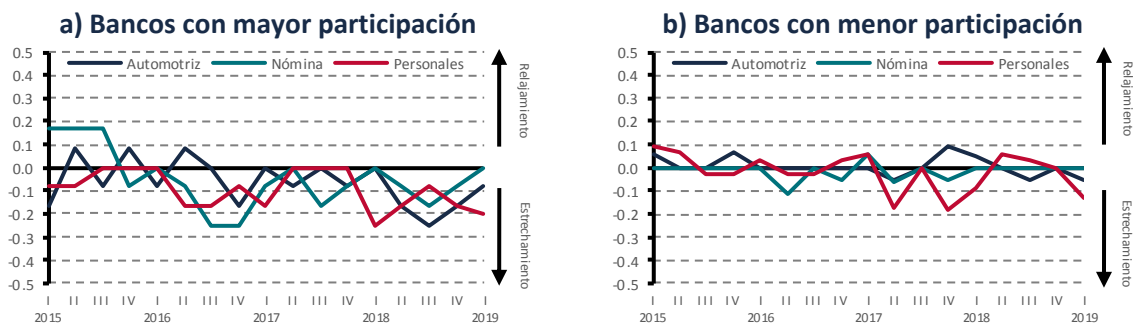 a) Bancos con mayor participación
0.5
0.4
0.3
0.2
0.1
0.0
-0.1
-0.2
-0.3
-0.4
-0.5
Automotriz Nómina Personales
Relajamiento
Estrechamiento
I II III IV I II III IV I II III IV I II III IV I
2015 2016 2017 2018 2019
b) Bancos con menor participación
0.5
0.4
0.3
0.2
0.1
0.0
-0.1
-0.2
-0.3
-0.4
-0.5
Automotriz Nómina Personales
Relajamiento
Estrechamiento
I II III IV I II III IV I II III IV I II III IV I
2015 2016 2017 2018 2019